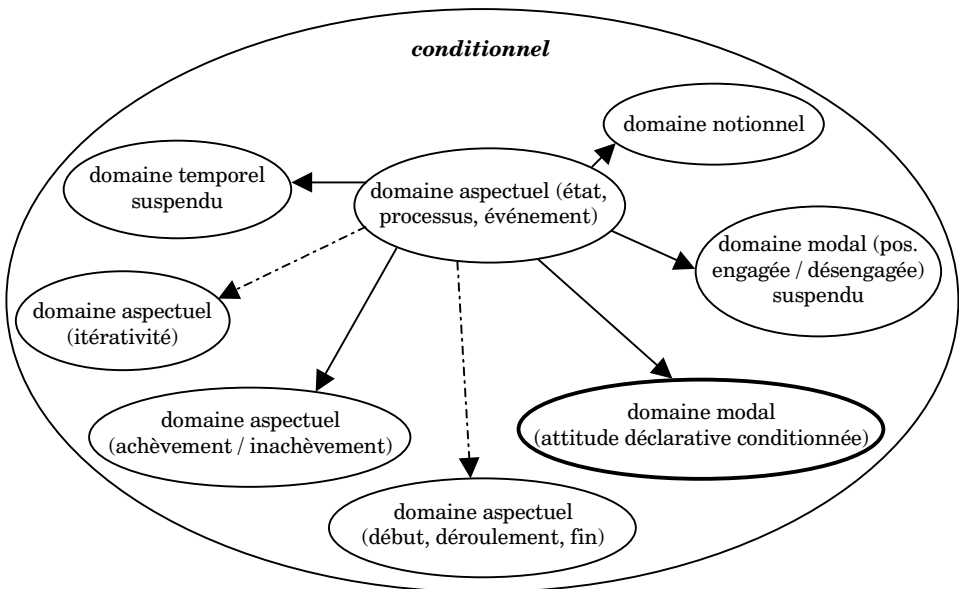 conditionnel
domaine notionnel
domaine temporel
suspendu
domaine aspectuel (état,
processus, événement)
domaine modal (pos.
engagée / désengagée)
suspendu
domaine aspectuel
(itérativité)
domaine aspectuel
(achèvement / inachèvement)
domaine modal
(attitude déclarative conditionnée)
domaine aspectuel
(début, déroulement, fin)